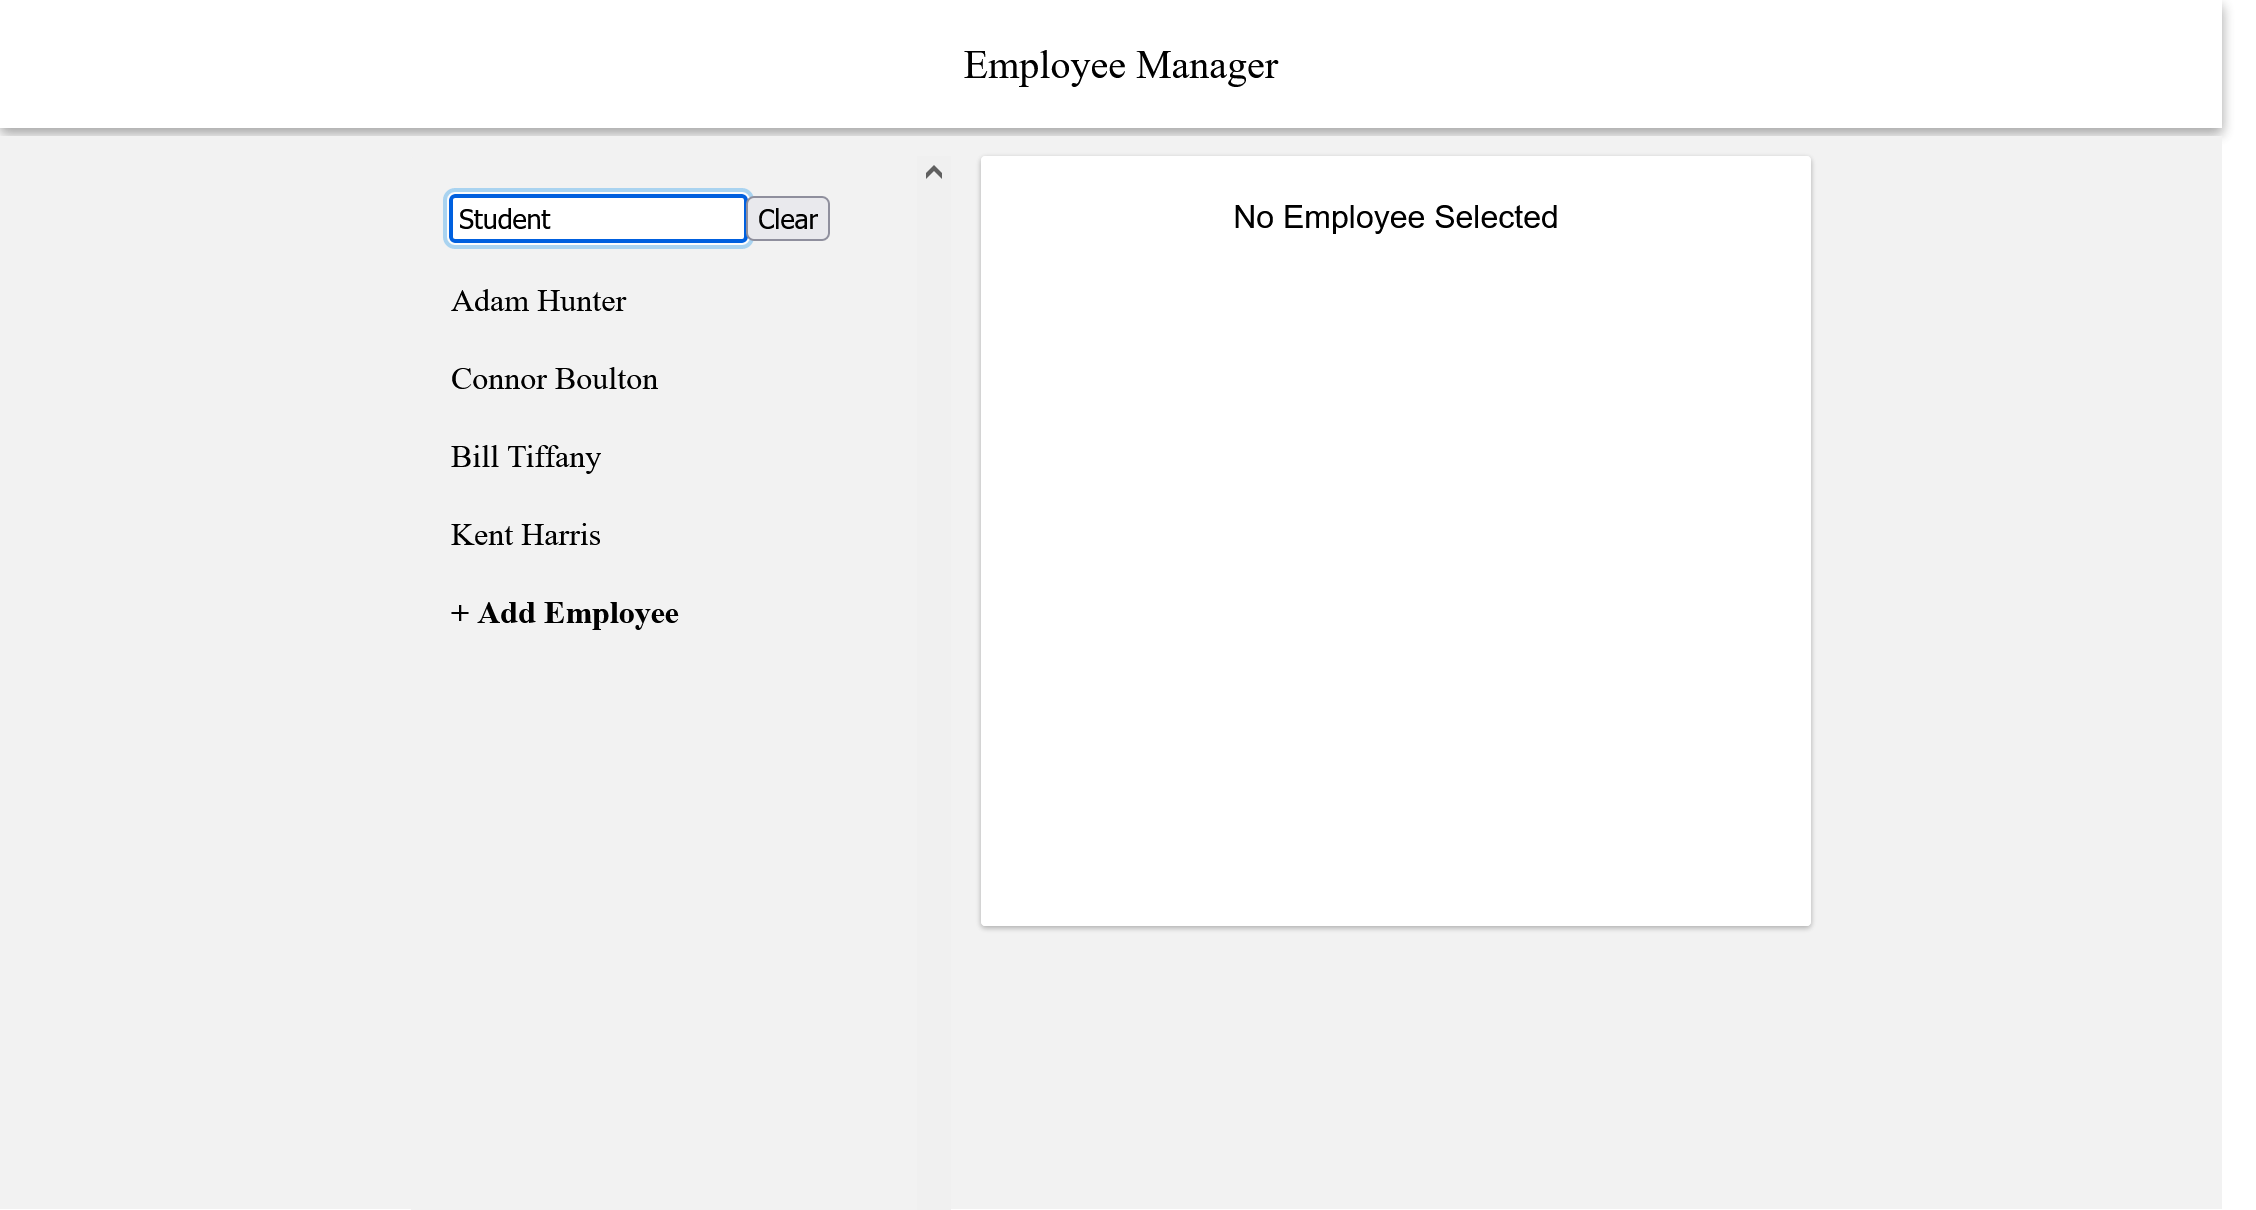 Employee Manager
Student
Clear
Adam Hunter
Connor Boulton
Bill Tiffany
Kent Harris
+ Add Employee
No Employee Selected